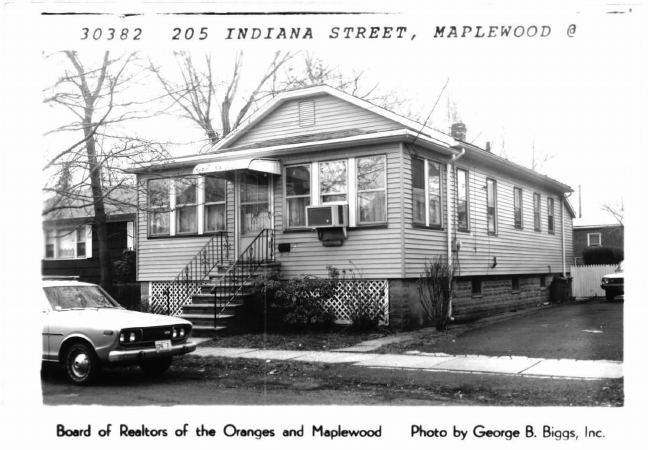 30382 205 INDIANA STREET, MAPLEWOOD @
Board of Realtors of the Oranges and Maplewood Photo by George B. Biggs, Inc.